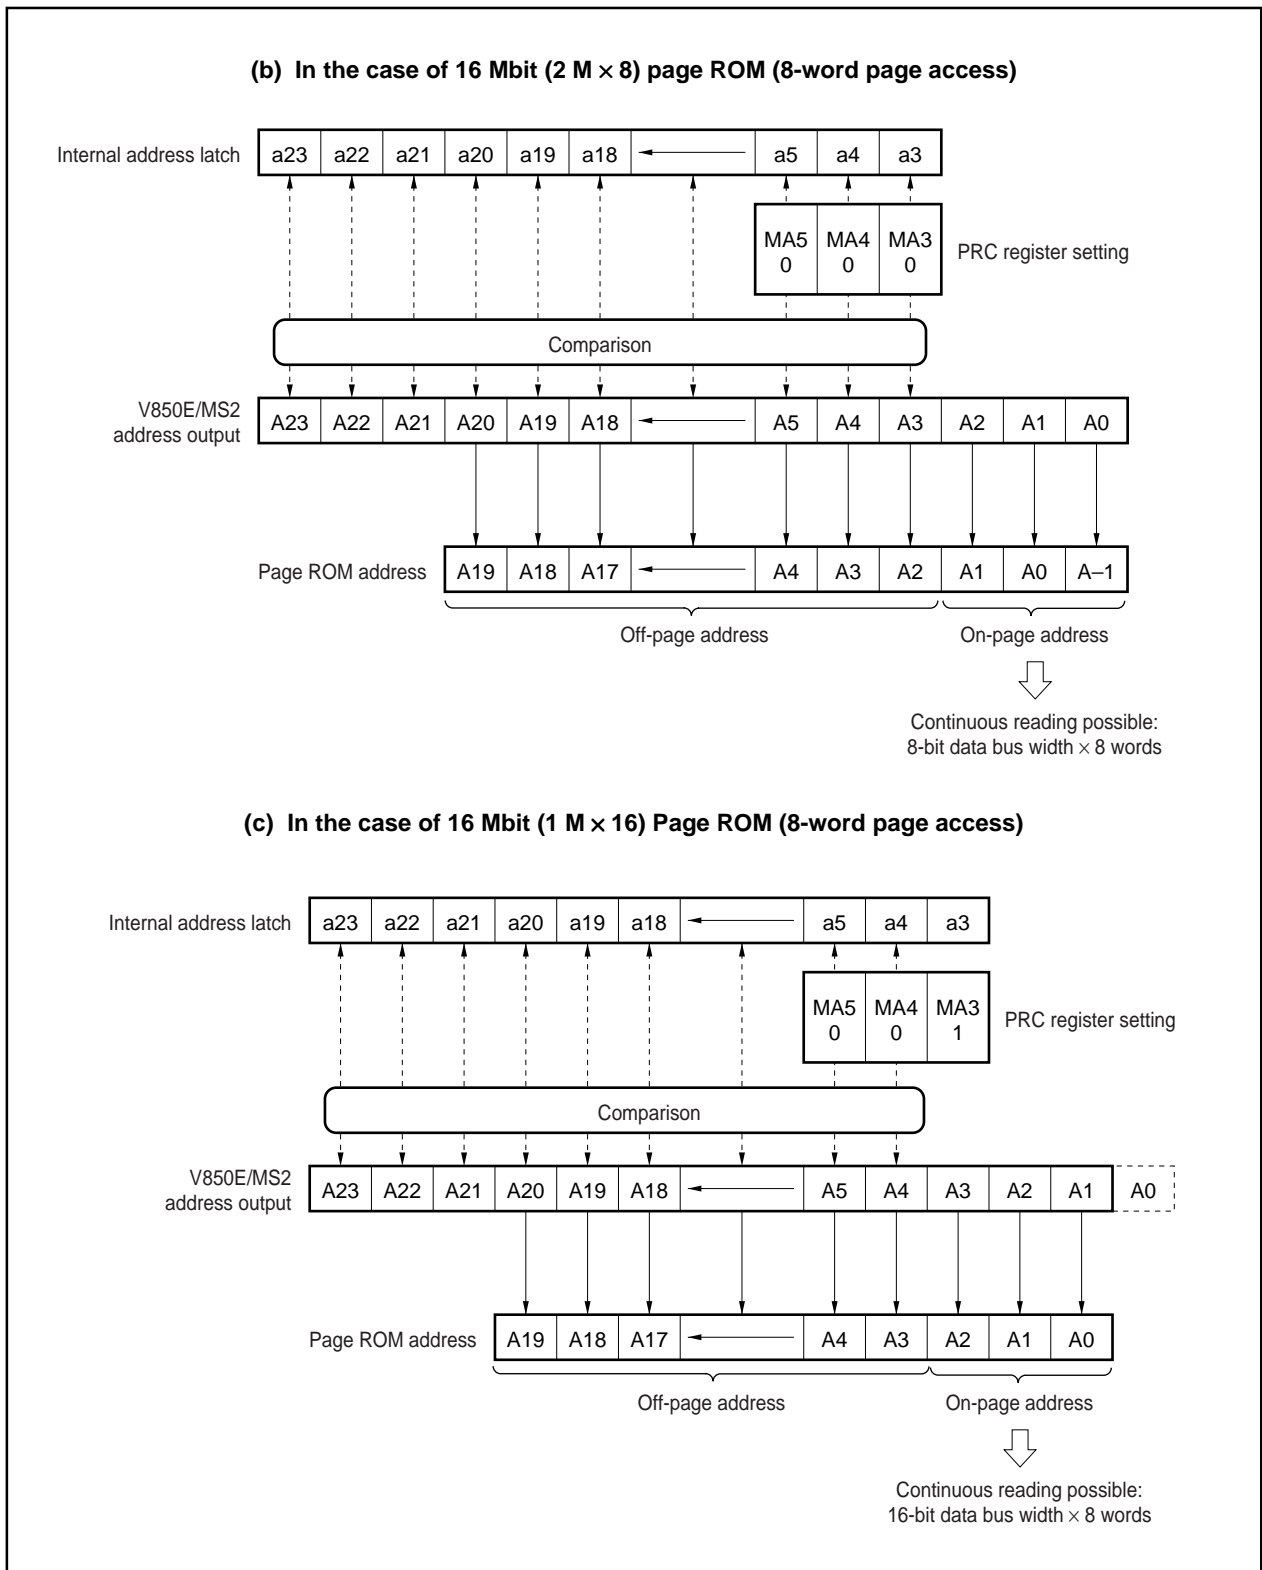 (b) In the case of 16 Mbit (2 M × 8) page ROM (8-word page access)
Internal address latch a23 a22 a21 a20 a19 a18 a5 a4 a3
MA5 MA4 MA3
0 0 0
PRC register setting
Comparison
V850E/MS2
address output
A23 A22 A21 A20 A19 A18 A5 A4 A3 A2 A1 A0
Page ROM address A19 A18 A17 A4 A3 A2 A1 A0 A–1
Off-page address On-page address
Continuous reading possible:
8-bit data bus width × 8 words
(c) In the case of 16 Mbit (1 M × 16) Page ROM (8-word page access)
Internal address latch a23 a22 a21 a20 a19 a18 a5 a4 a3
MA5 MA4 MA3
0 0 1
PRC register setting
Comparison
V850E/MS2
address output
A23 A22 A21 A20 A19 A18 A5 A4 A3 A2 A1 A0
Page ROM address A19 A18 A17 A4 A3 A2 A1 A0
Off-page address On-page address
Continuous reading possible:
16-bit data bus width × 8 words